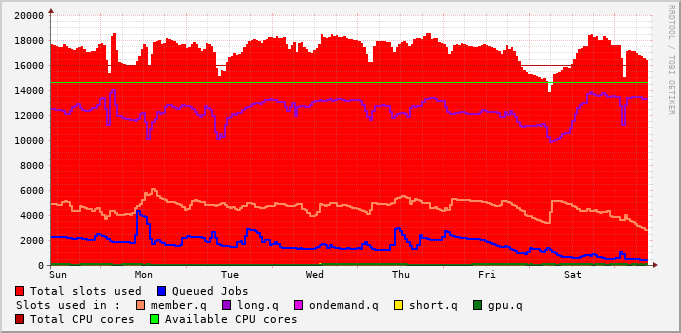 RRDTOOL / TOBI OETIKER
20000
18000
16000
14000
12000
10000
8000
6000
4000
2000
0
Sun Mon Tue Wed Thu Fri Sat
Total slots used Queued Jobs
Slots used in : member.q long.q ondemand.q short.q gpu.q
Total CPU cores Available CPU cores